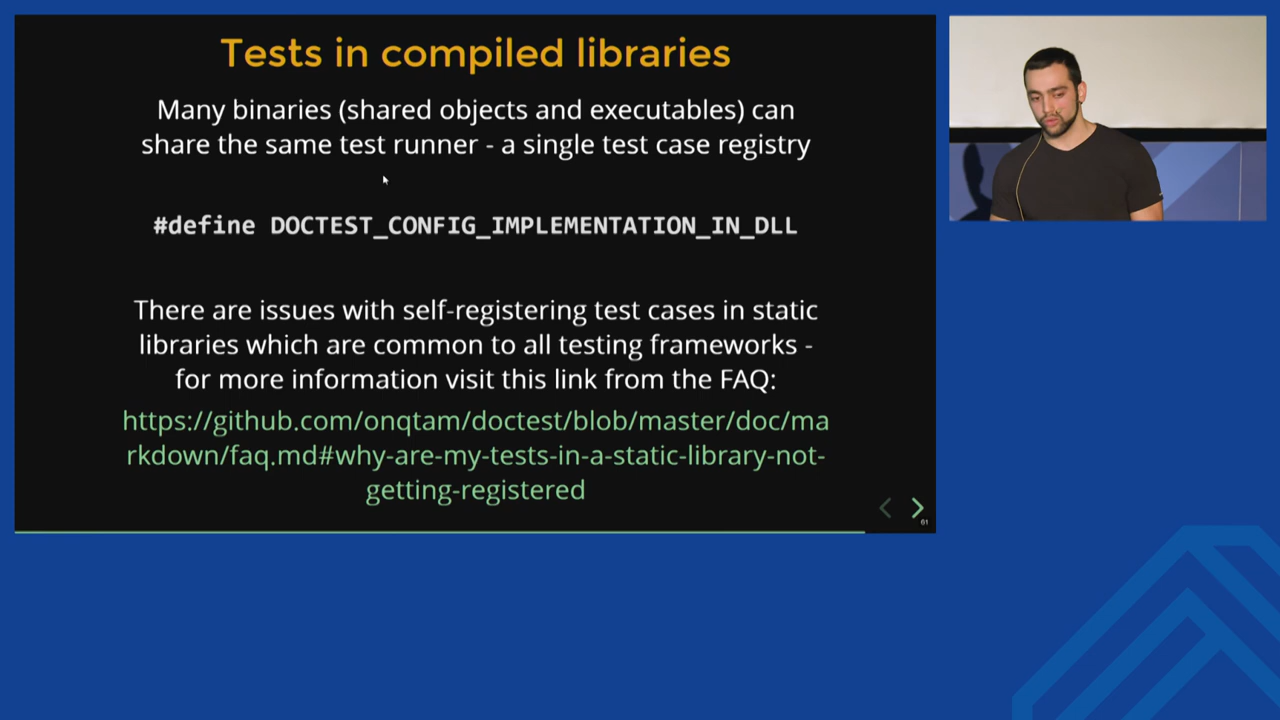 Tests in compiled libraries
Many binaries (shared objects and executables) can
share the same test runner - a single test case registry
#define DOCTEST_CONFIG_IMPLEMENTATION_IN_DLL
There are issues with self-registering test cases in static
libraries which are common to all testing frameworks -
for more information visit this link from the FAQ:
https://github.com/onqtam/doctest/blob/master/doc/ma
rkdown/faq.md#why-are-my-tests-in-a-static-library-not-
getting-registered
61